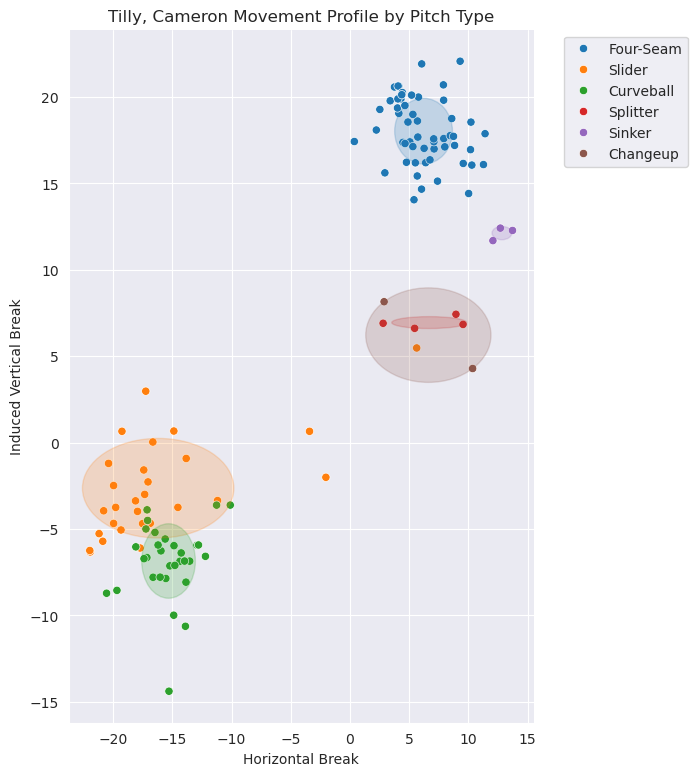 Tilly, Cameron Movement Profile by Pitch Type
Four-Seam
Slider
Curveball
Splitter
Sinker
Changeup
20
15
10
5
0
−5
−10
−15
Induced Vertical Break
−20 −15 −10 −5 0 5 10 15
Horizontal Break